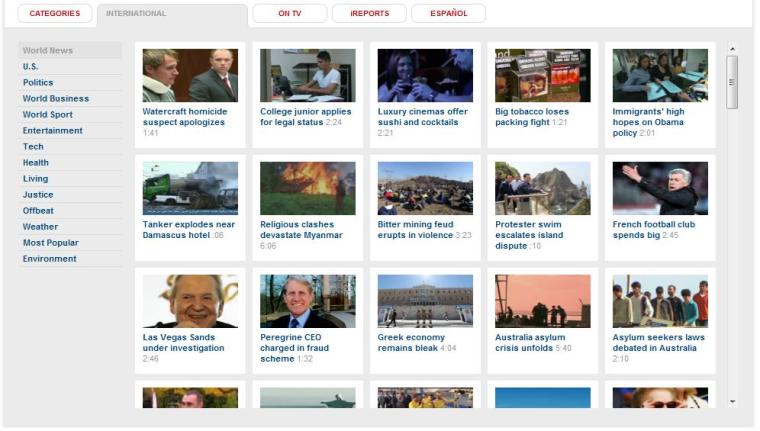 CATEGORIES
INTERNATIONAL
ON TV
iREPORTS
ESPAÑOL
World News
U.S.
Politics
World Business
World Sport
Entertainment
Tech
Health
Living
Justice
Offbeat
Weather
Most Popular
Environment
Watercraft homicide
suspect apologizes
1:41
College junior applies
for legal status 2:24
Luxury cinemas offer
sushi and cocktails
2:21
Big tobacco loses
packing fight 1:21
Immigrants' high
hopes on Obama
policy 2:01
Tanker explodes near
Damascus hotel :06
Religious clashes
devastate Myanmar
6:06
Bitter mining feud
erupts in violence 3:23
Protester swim
escalates island
dispute :10
French football club
spends big 2:45
Las Vegas Sands
under investigation
2:46
Peregrine CEO
charged in fraud
scheme 1:32
Greek economy
remains bleak 4:04
Australia asylum
crisis unfolds 5:40
Asylum seekers laws
debated in Australia
2:10